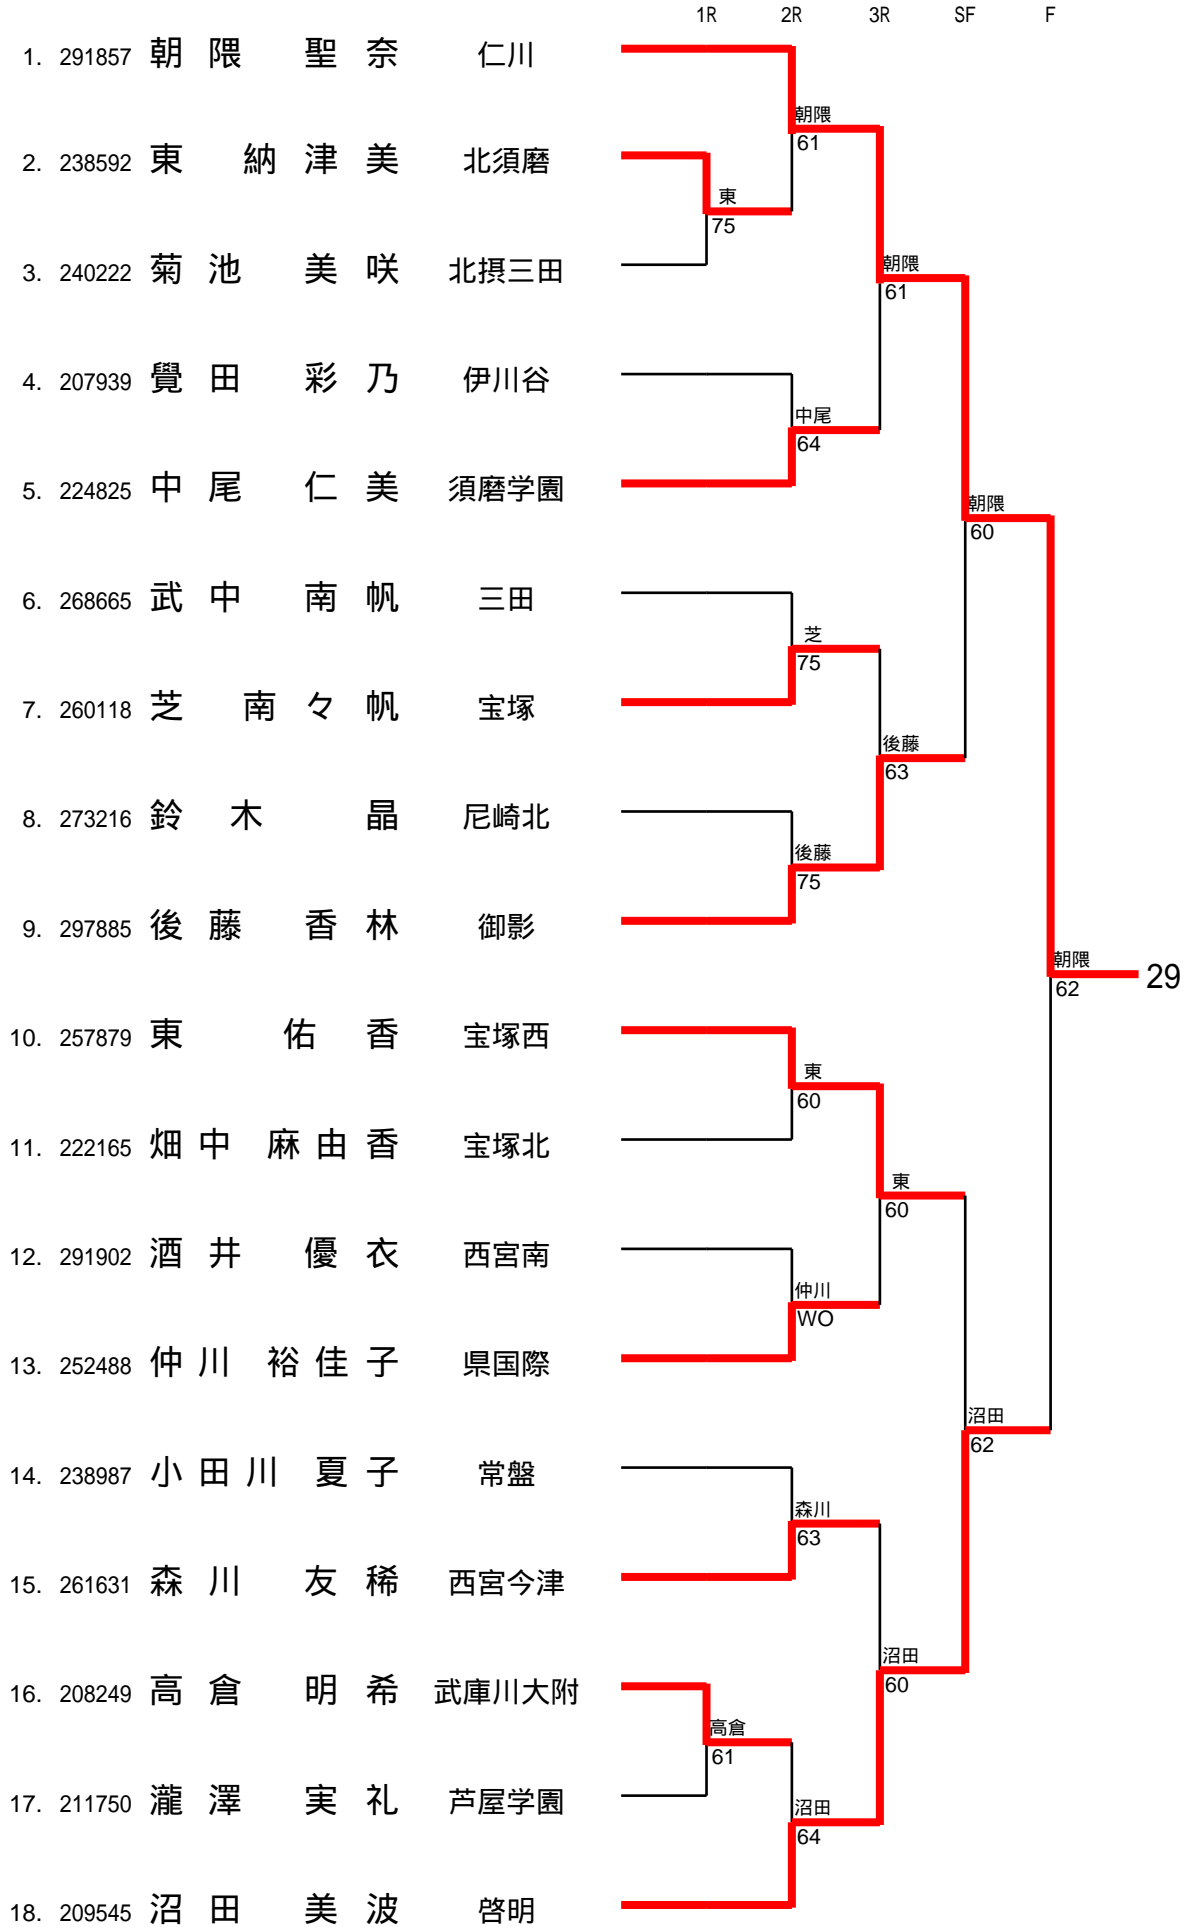 1R 2R 3R SF F
1. 291857 朝隈 聖奈 仁川
朝隈
61
2. 238592 東 納津美 北須磨
東
75
3. 240222 菊池 美咲 北摂三田
朝隈
61
4. 207939 覺田 彩乃 伊川谷
中尾
64
5. 224825 中尾 仁美 須磨学園
朝隈
60
6. 268665 武中 南帆 三田
芝
75
7. 260118 芝 南々帆 宝塚
後藤
63
8. 273216 鈴木 晶 尼崎北
後藤
75
9. 297885 後藤 香林 御影
朝隈
62
29
10. 257879 東 佑香 宝塚西
東
60
11. 222165 畑中 麻由香 宝塚北
東
60
12. 291902 酒井 優衣 西宮南
仲川
WO
13. 252488 仲川 裕佳子 県国際
沼田
62
14. 238987 小田川 夏子 常盤
森川
63
15. 261631 森川 友稀 西宮今津
沼田
60
16. 208249 高倉 明希 武庫川大附
高倉
61
17. 211750 瀧澤 実礼 芦屋学園
沼田
64
18. 209545 沼田 美波 啓明